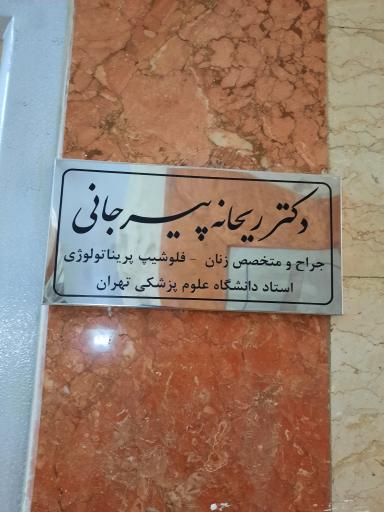 دکتر ریحانه پیرجانی
جراح و متخصص زنان - فلوشیپ پریناتولوژی
استاد دانشگاه علوم پزشکی تهران